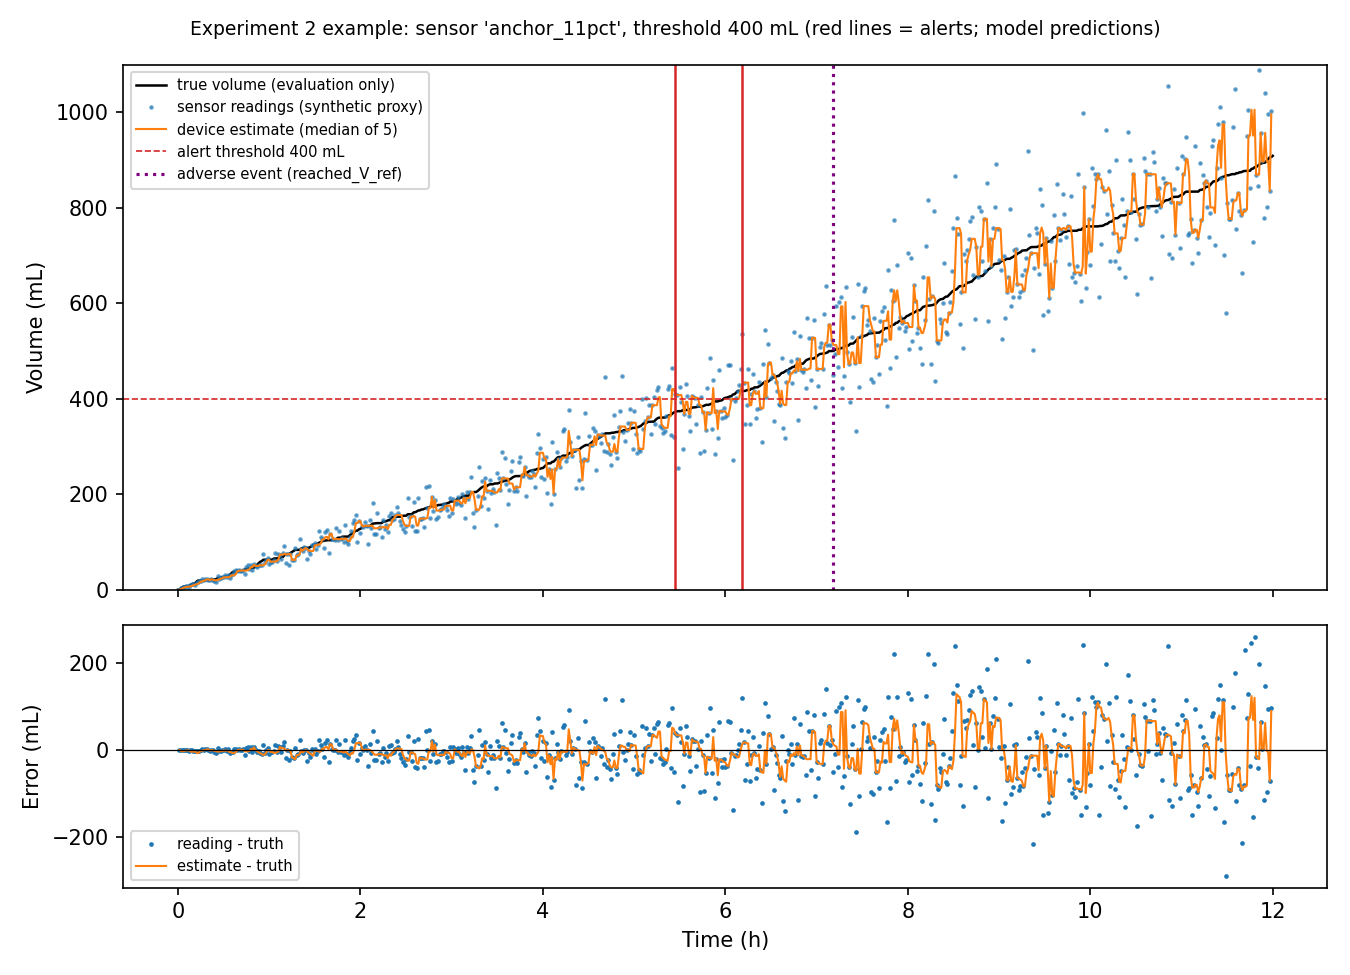 Experiment 2 example: sensor 'anchor_11pct', threshold 400 mL (red lines = alerts; model predictions)
true volume (evaluation only)
sensor readings (synthetic proxy)
device estimate (median of 5)
alert threshold 400 mL
adverse event (reached_V_ref)
Volume (mL)
1000
800
600
400
200
0
Error (mL)
200
0
−200
reading - truth
estimate - truth
0 2 4 6 8 10 12
Time (h)